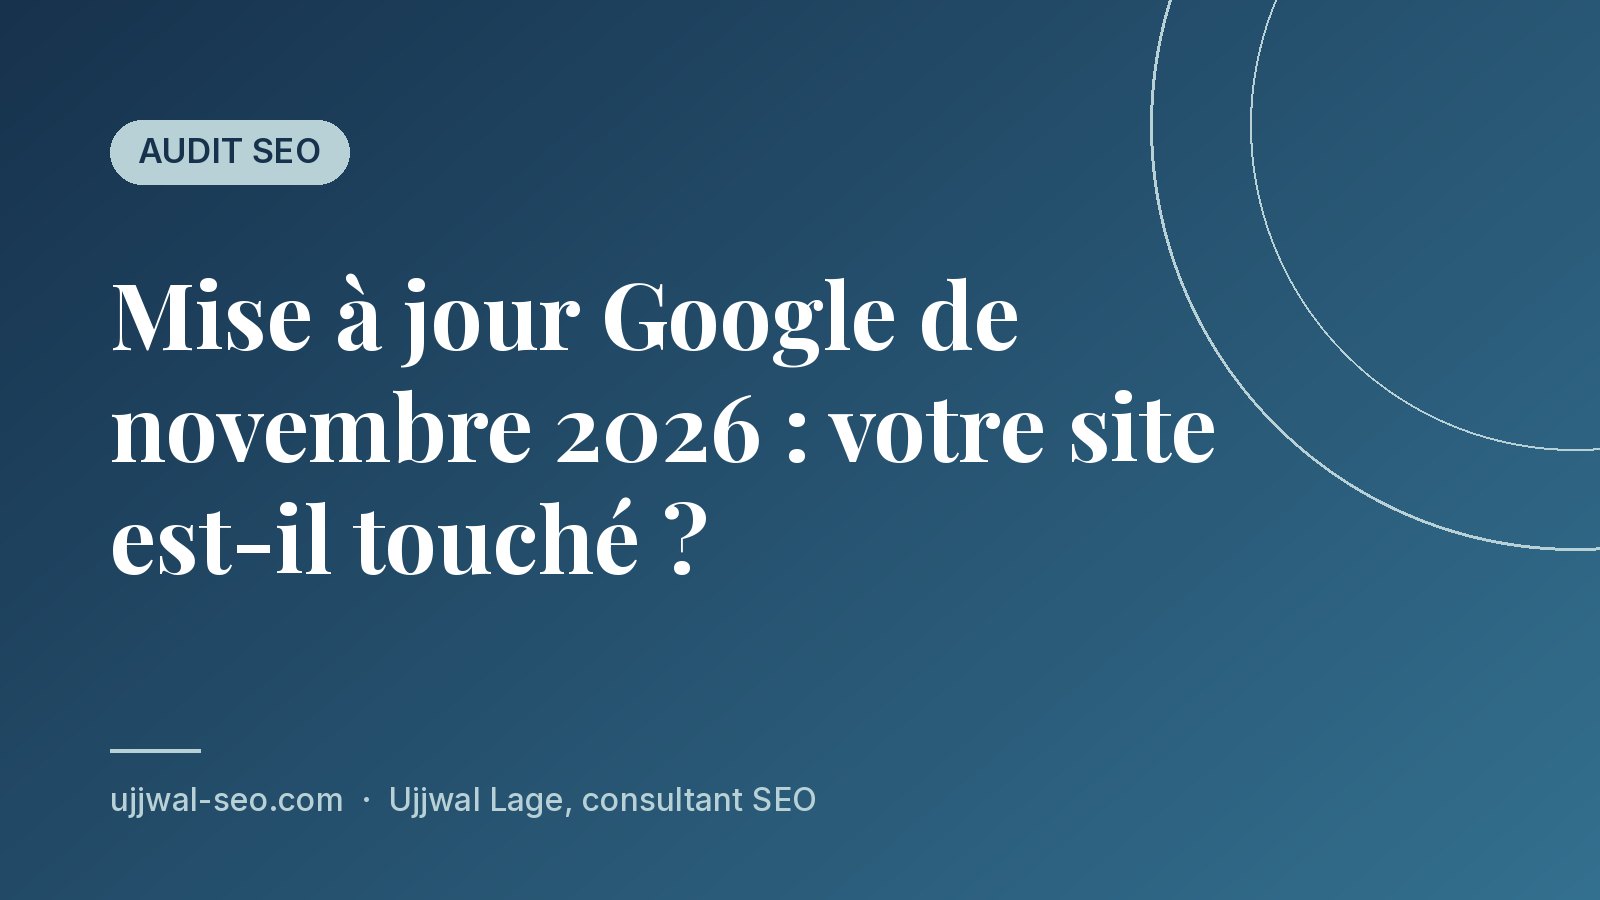 AUDIT SEO
Mise à jour Google de
novembre 2026 : votre site
est-il touché ?
ujjwal-seo.com · Ujjwal Lage, consultant SEO